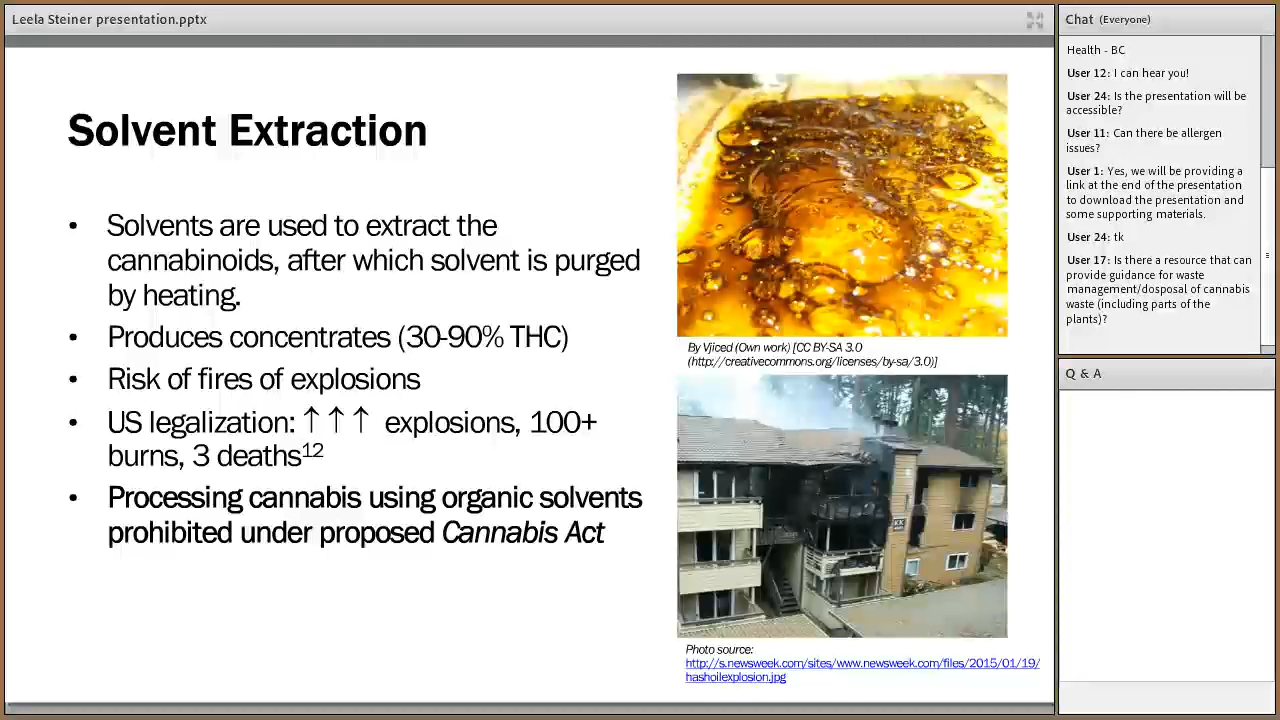 Leela Steiner presentation.pptx
Solvent Extraction
• Solvents are used to extract the
cannabinoids, after which solvent is purged
by heating.
• Produces concentrates (30-90% THC)
• Risk of fires of explosions
• US legalization: ↑↑↑ explosions, 100+
burns, 3 deaths12
• Processing cannabis using organic solvents
prohibited under proposed Cannabis Act
By Vjiced (Own work) [CC BY-SA 3.0
(http://creativecommons.org/licenses/by-sa/3.0)]
KK
Photo source:
http://s.newsweek.com/sites/www.newsweek.com/files/2015/01/19/
hashoilexplosion.jpg
Chat (Everyone)
Health - BC
User 12: I can hear you!
User 24: Is the presentation will be
accessible?
User 11: Can there be allergen
issues?
User 1: Yes, we will be providing a
link at the end of the presentation
to download the presentation and
some supporting materials.
User 24: tk
User 17: Is there a resource that can
provide guidance for waste
management/dosposal of cannabis
waste (including parts of the
plants)?
Q & A